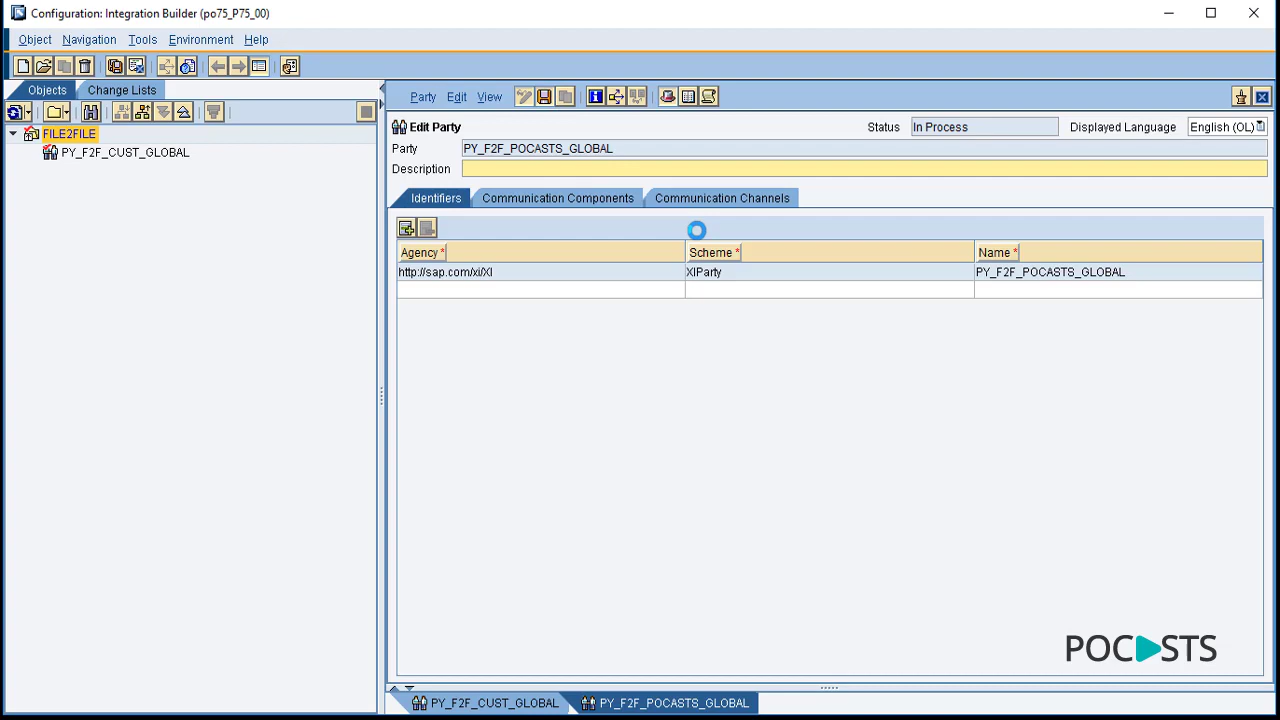 Configuration: Integration Builder (po75_P75_00)
Object Navigation Tools Environment Help
Objects Change Lists
FILE2FILE
PY_F2F_CUST_GLOBAL
Party Edit View
Edit Party Status In Process Displayed Language English (OL)
Party PY_F2F_POCASTS_GLOBAL
Description
Identifiers Communication Components Communication Channels
Agency * Scheme * Name *
http://sap.com/xi/XI XIParty PY_F2F_POCASTS_GLOBAL
POCASTS
PY_F2F_CUST_GLOBAL PY_F2F_POCASTS_GLOBAL